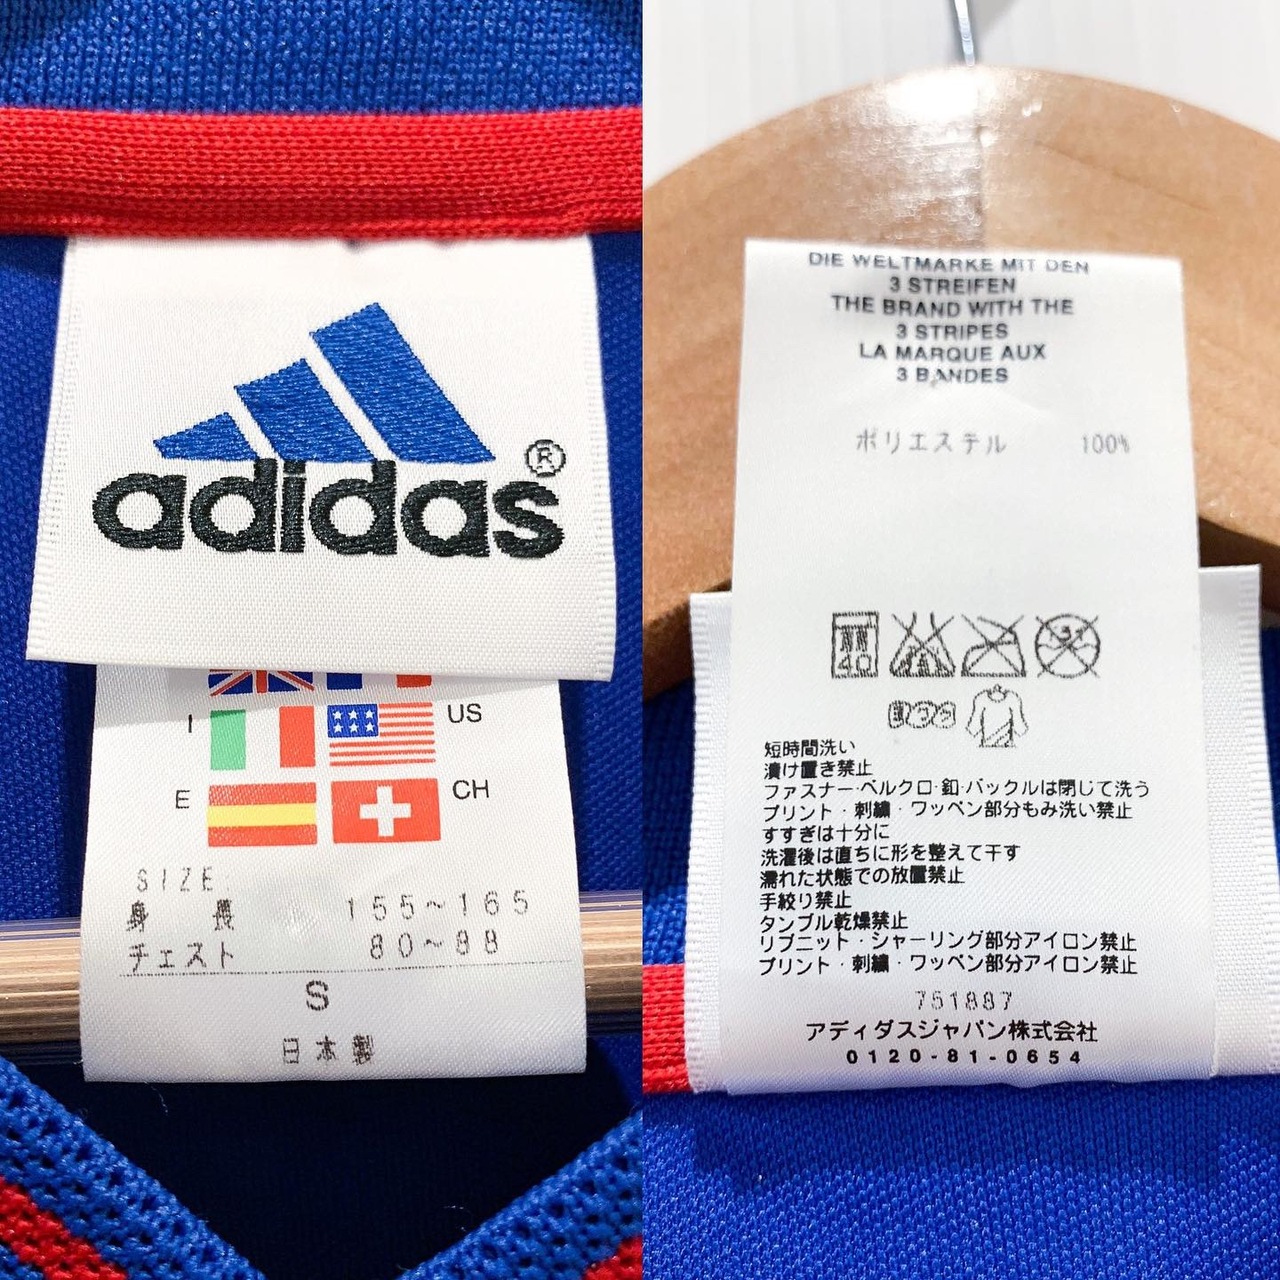 adidas®
I
US
E
CH
SIZE
身 長 155~165
チェスト 80~88
S
日本製
DIE WELTMARKE MIT DEN
3 STREIFEN
THE BRAND WITH THE
3 STRIPES
LA MARQUE AUX
3 BANDES
ポリエステル 100%
40
短時間洗い
漬け置き禁止
ファスナー・ベルクロ・釦・バックルは閉じて洗う
プリント・刺繍・ワッペン部分もみ洗い禁止
すすぎは十分に
洗濯後は直ちに形を整えて干す
濡れた状態での放置禁止
手絞り禁止
タンブル乾燥禁止
リブニット・シャーリング部分アイロン禁止
プリント・刺繍・ワッペン部分アイロン禁止
751887
アディダスジャパン株式会社
0120-81-0654